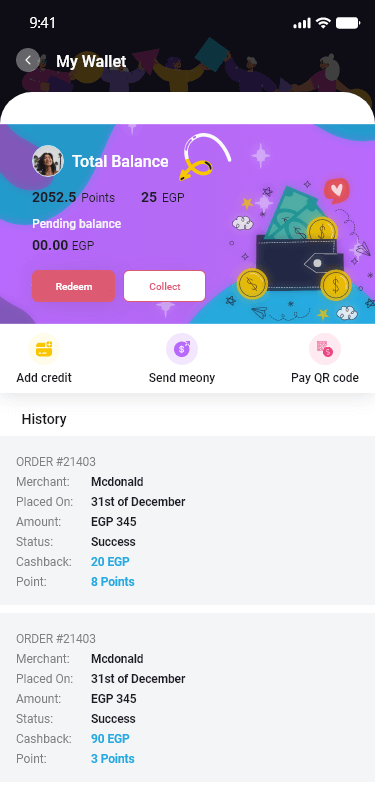 9:41
My Wallet
Total Balance
2052.5 Points 25 EGP
Pending balance
00.00 EGP
Redeem Collect
Add credit Send meony Pay QR code
History
ORDER #21403
Merchant: Mcdonald
Placed On: 31st of December
Amount: EGP 345
Status: Success
Cashback: 20 EGP
Point: 8 Points
ORDER #21403
Merchant: Mcdonald
Placed On: 31st of December
Amount: EGP 345
Status: Success
Cashback: 90 EGP
Point: 3 Points